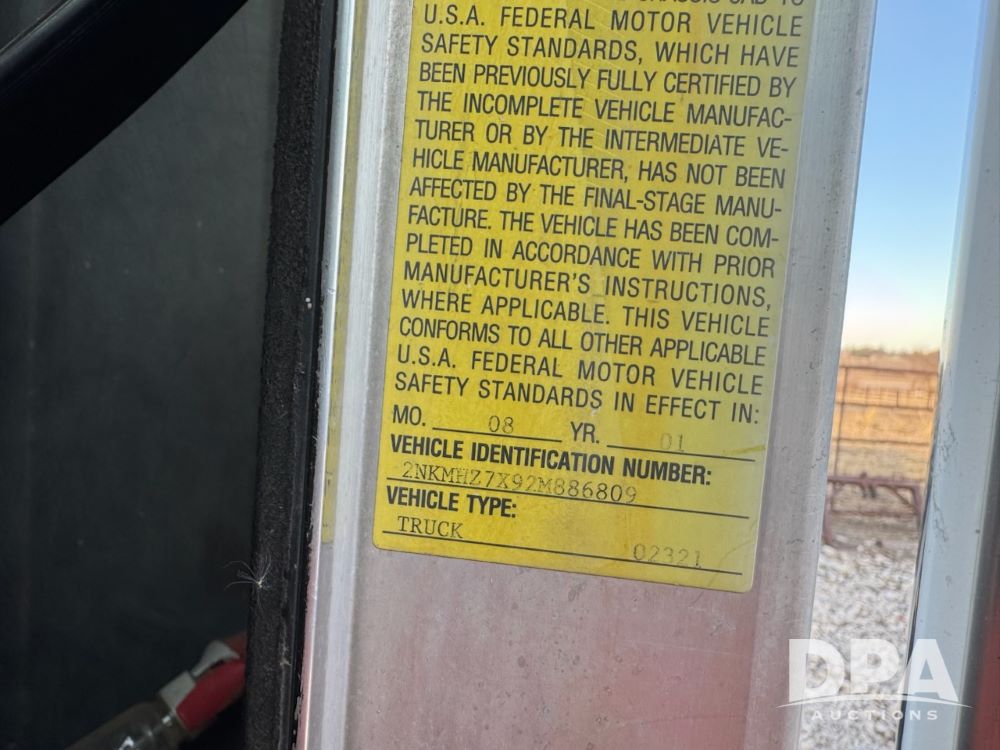 CHASSIS-CAB TO
U.S.A. FEDERAL MOTOR VEHICLE
SAFETY STANDARDS, WHICH HAVE
BEEN PREVIOUSLY FULLY CERTIFIED BY
THE INCOMPLETE VEHICLE MANUFAC-
TURER OR BY THE INTERMEDIATE VE-
HICLE MANUFACTURER, HAS NOT BEEN
AFFECTED BY THE FINAL-STAGE MANU-
FACTURE. THE VEHICLE HAS BEEN COM-
PLETED IN ACCORDANCE WITH PRIOR
MANUFACTURER'S INSTRUCTIONS,
WHERE APPLICABLE. THIS VEHICLE
CONFORMS TO ALL OTHER APPLICABLE
U.S.A. FEDERAL MOTOR VEHICLE
SAFETY STANDARDS IN EFFECT IN:
MO. 08 YR. 01
VEHICLE IDENTIFICATION NUMBER:
2NKMHZ7X92M886809
VEHICLE TYPE:
TRUCK 02321
DPA
AUCTIONS